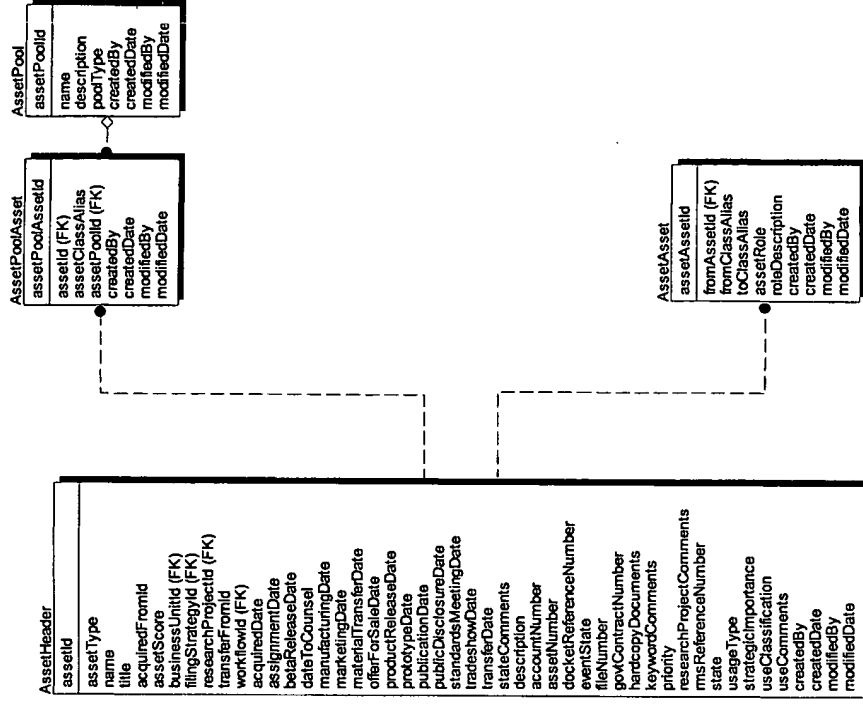 AssetHeader
assetId
assetType
name
title
acquiredFromId
assetScore
businessUnitId (FK)
filingStrategyId (FK)
researchProjectId (FK)
transferFromId
workflowId (FK)
acquiredDate
assignmentDate
betaReleaseDate
dateToCounsel
manufacturingDate
marketingDate
materialTransferDate
offerForSaleDate
productReleaseDate
prototypeDate
publicationDate
publicDisclosureDate
standardsMeetingDate
tradeshowDate
transferDate
stateComments
description
accountNumber
assetNumber
docketReferenceNumber
eventState
fileNumber
govtContractNumber
hardcopyDocuments
keywordComments
priority
researchProjectComments
rmsReferenceNumber
state
usageType
strategicImportance
useClassification
useComments
createdBy
createdDate
modifiedBy
modifiedDate
AssetPoolAsset
assetPoolAssetId
assetId (FK)
assetClassAlias
assetPoolId (FK)
createdBy
createdDate
modifiedBy
modifiedDate
AssetPool
assetPoolId
name
description
poolType
createdBy
createdDate
modifiedBy
modifiedDate
AssetAsset
assetAssetId
fromAssetId (FK)
fromClassAlias
toClassAlias
assetRole
roleDescription
createdBy
createdDate
modifiedBy
modifiedDate